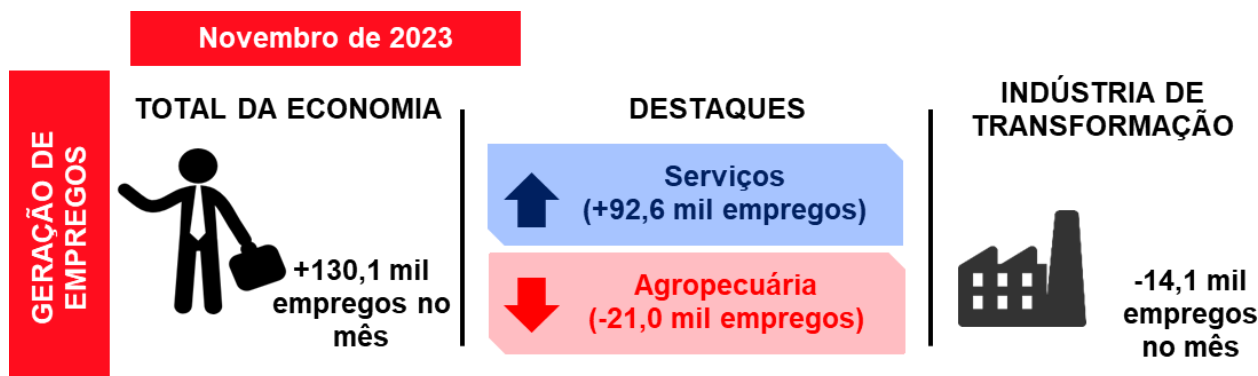 Novembro de 2023
GERAÇÃO DE
EMPREGOS
TOTAL DA ECONOMIA
+130,1 mil
empregos no
mês
DESTAQUES
Serviços
(+92,6 mil empregos)
Agropecuária
(-21,0 mil empregos)
INDÚSTRIA DE
TRANSFORMAÇÃO
-14,1 mil
empregos
no mês